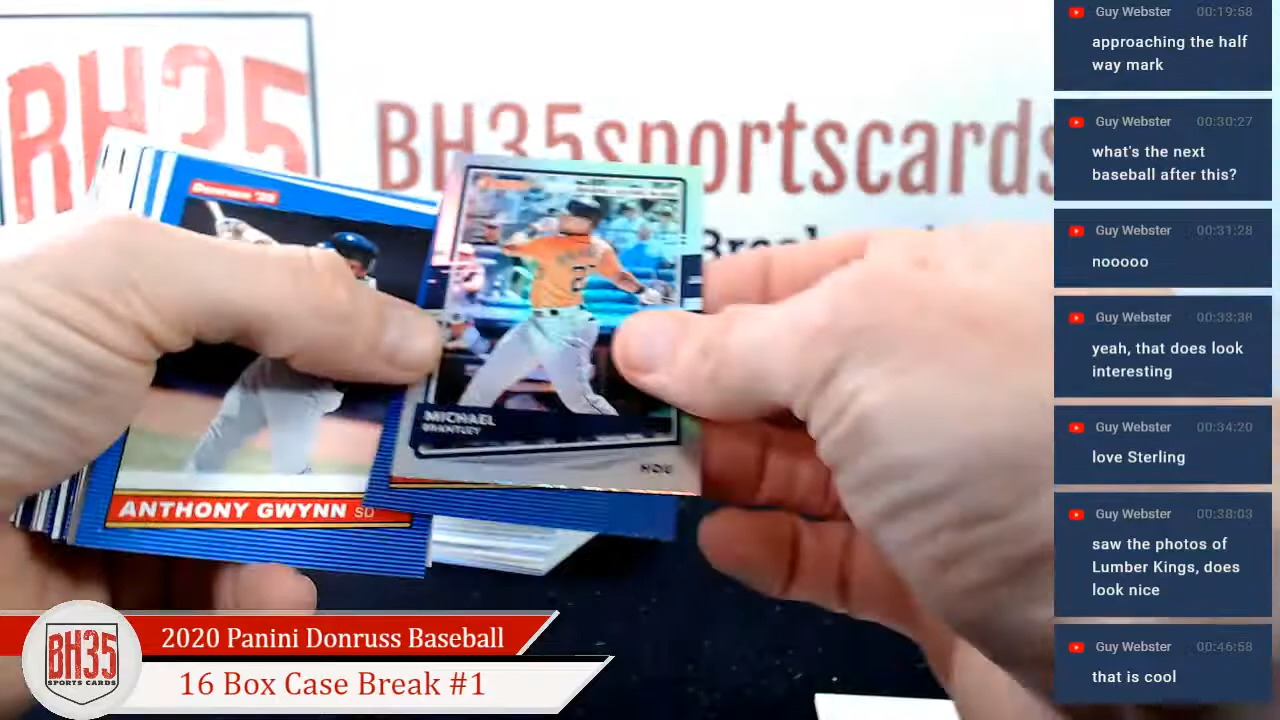 BH35
BH35sportscards
Donruss '86
ANTHONY GWYNN SD
MICHAEL
BRANTLEY
HOU
BH35
SPORTS CARDS
2020 Panini Donruss Baseball
16 Box Case Break #1
Guy Webster 00:19:58
approaching the half
way mark
Guy Webster 00:30:27
what's the next
baseball after this?
Guy Webster 00:31:28
nooooo
Guy Webster 00:33:38
yeah, that does look
interesting
Guy Webster 00:34:20
love Sterling
Guy Webster 00:38:03
saw the photos of
Lumber Kings, does
look nice
Guy Webster 00:46:58
that is cool